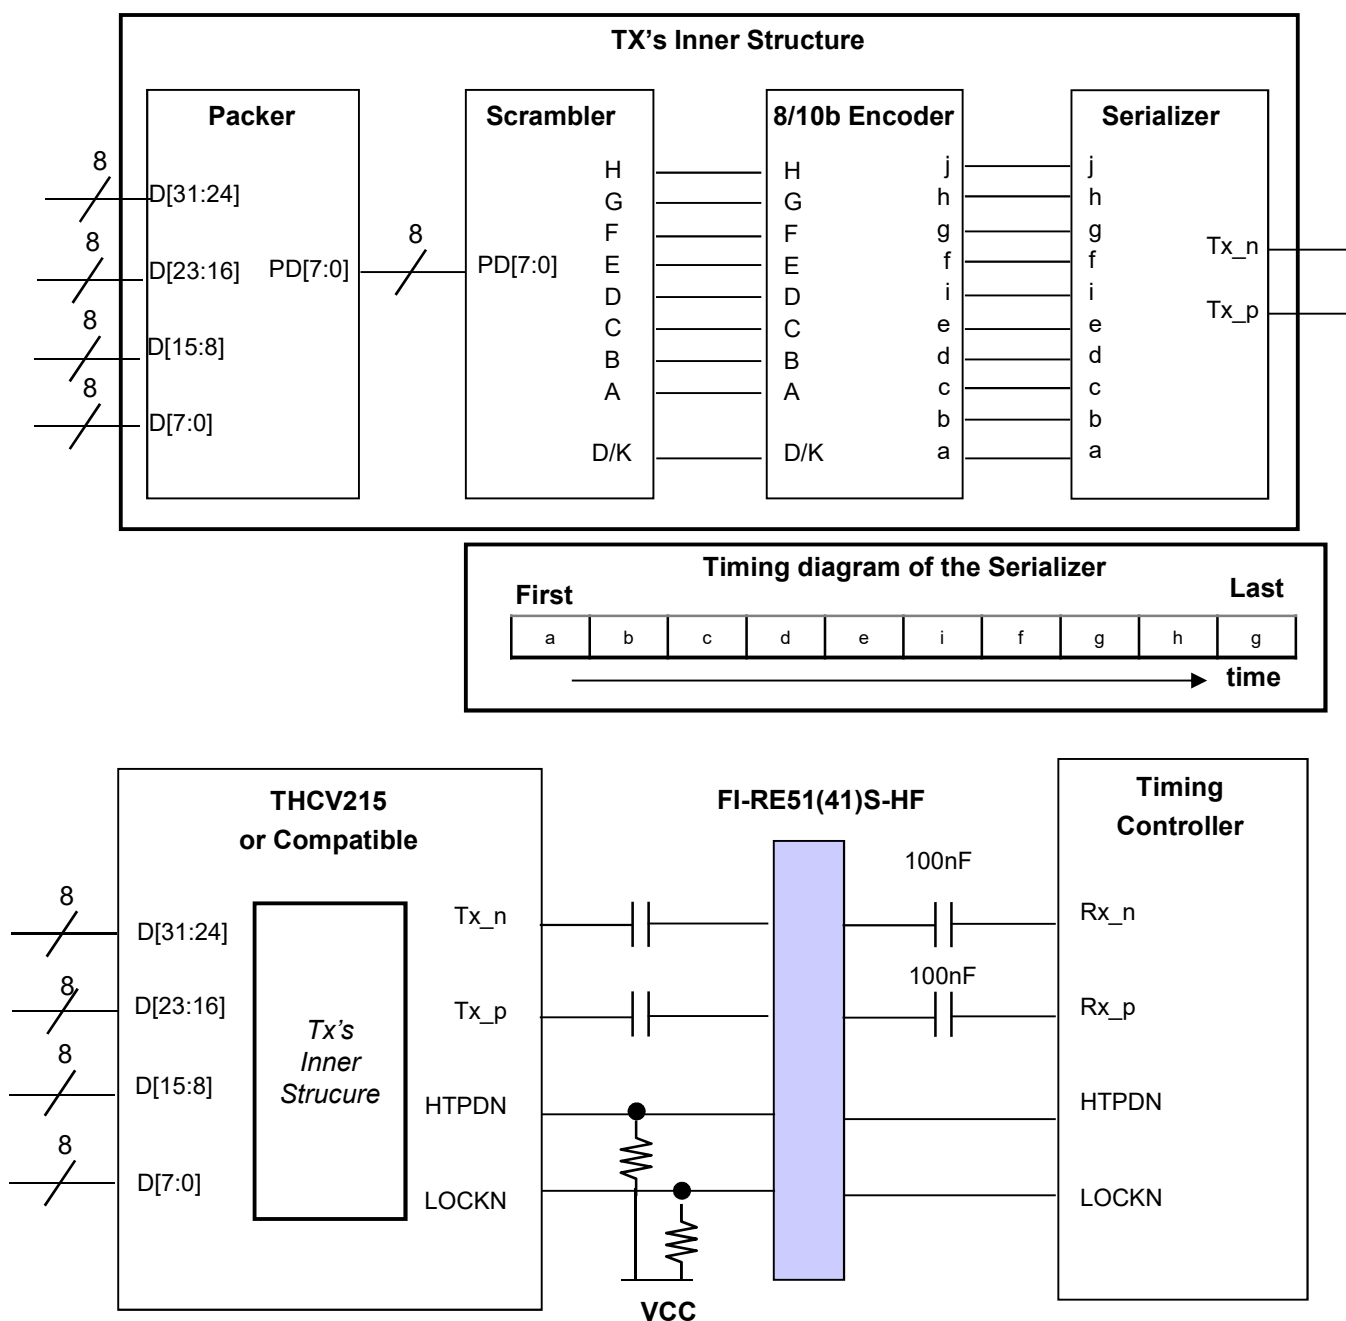 TX's Inner Structure
Packer
Scrambler
8/10b Encoder
Serializer
8
D[31:24]
8
D[23:16]
8
D[15:8]
8
D[7:0]
PD[7:0]
8
PD[7:0]
H
G
F
E
D
C
B
A
D/K
H
G
F
E
D
C
B
A
D/K
j
h
g
f
i
e
d
c
b
a
j
h
g
f
i
e
d
c
b
a
Tx_n
Tx_p
Timing diagram of the Serializer
First
Last
a b c d e i f g h g
time
THCV215
or Compatible
FI-RE51(41)S-HF
Timing
Controller
8
D[31:24]
8
D[23:16]
8
D[15:8]
8
D[7:0]
Tx's
Inner
Strucure
Tx_n
Tx_p
HTPDN
LOCKN
100nF
100nF
Rx_n
Rx_p
HTPDN
LOCKN
VCC